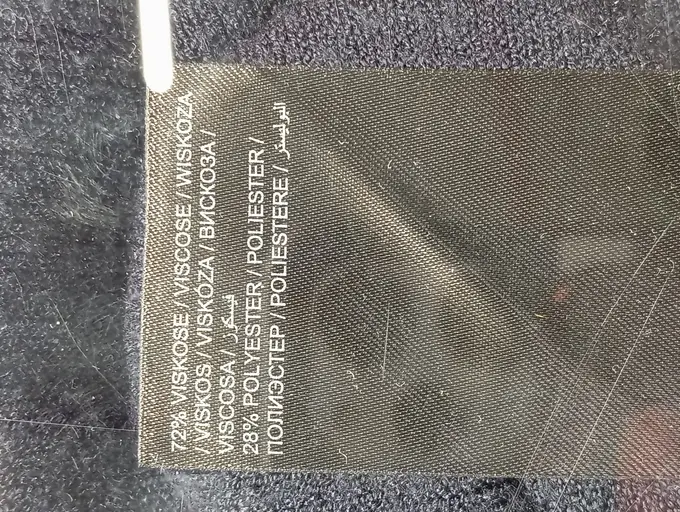 72% VISKOSE / VISCOSE / WISKOZA
/ VISKOS / VISKOZA / ВИСКОЗА /
VISCOSA / فيسكوز
28% POLYESTER / POLIESTER /
ПОЛИЭСТЕР / POLIESTERE / البوليستر